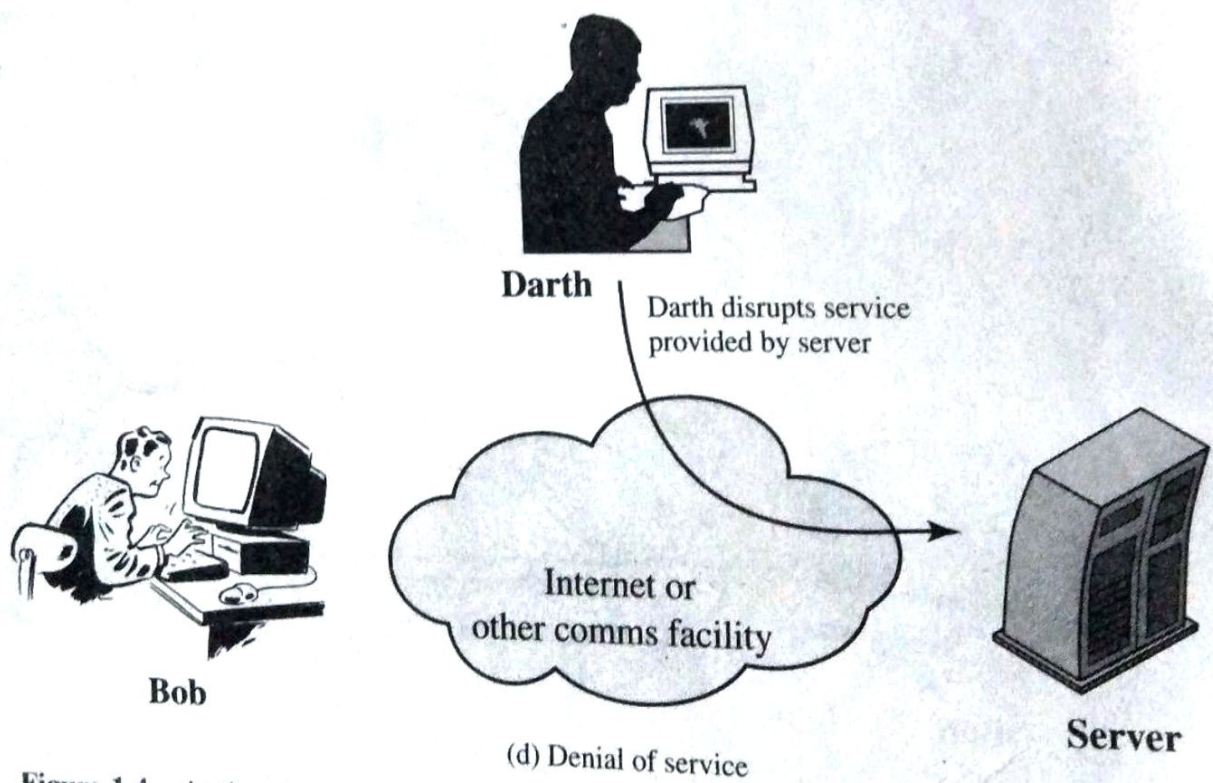 Darth
Darth disrupts service
provided by server
Internet or
other comms facility
Bob
Server
(d) Denial of service